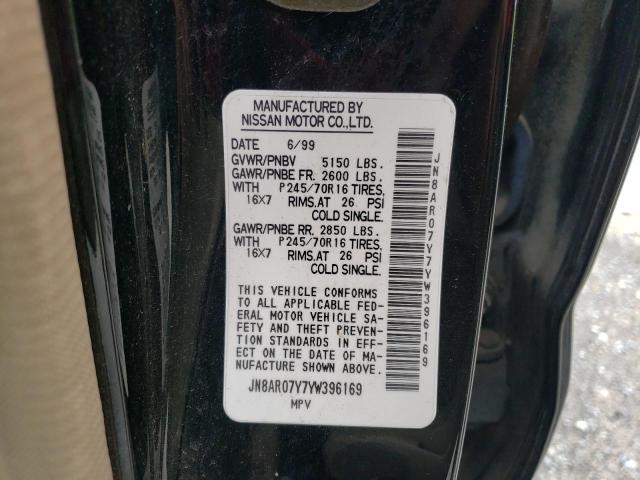 MANUFACTURED BY
NISSAN MOTOR CO.,LTD.
DATE 6/99
GVWR/PNBV 5150 LBS.
GAWR/PNBE FR. 2600 LBS.
WITH P245/70R16 TIRES,
16X7 RIMS,AT 26 PSI
COLD SINGLE.
GAWR/PNBE RR. 2850 LBS.
WITH P245/70R16 TIRES,
16X7 RIMS,AT 26 PSI
COLD SINGLE.
THIS VEHICLE CONFORMS
TO ALL APPLICABLE FED-
ERAL MOTOR VEHICLE SA-
FETY AND THEFT PREVEN-
TION STANDARDS IN EFF-
ECT ON THE DATE OF MA-
NUFACTURE SHOWN ABOVE.
JN8AR07Y7YW396169
MPV
JN8AR07Y7YW396169